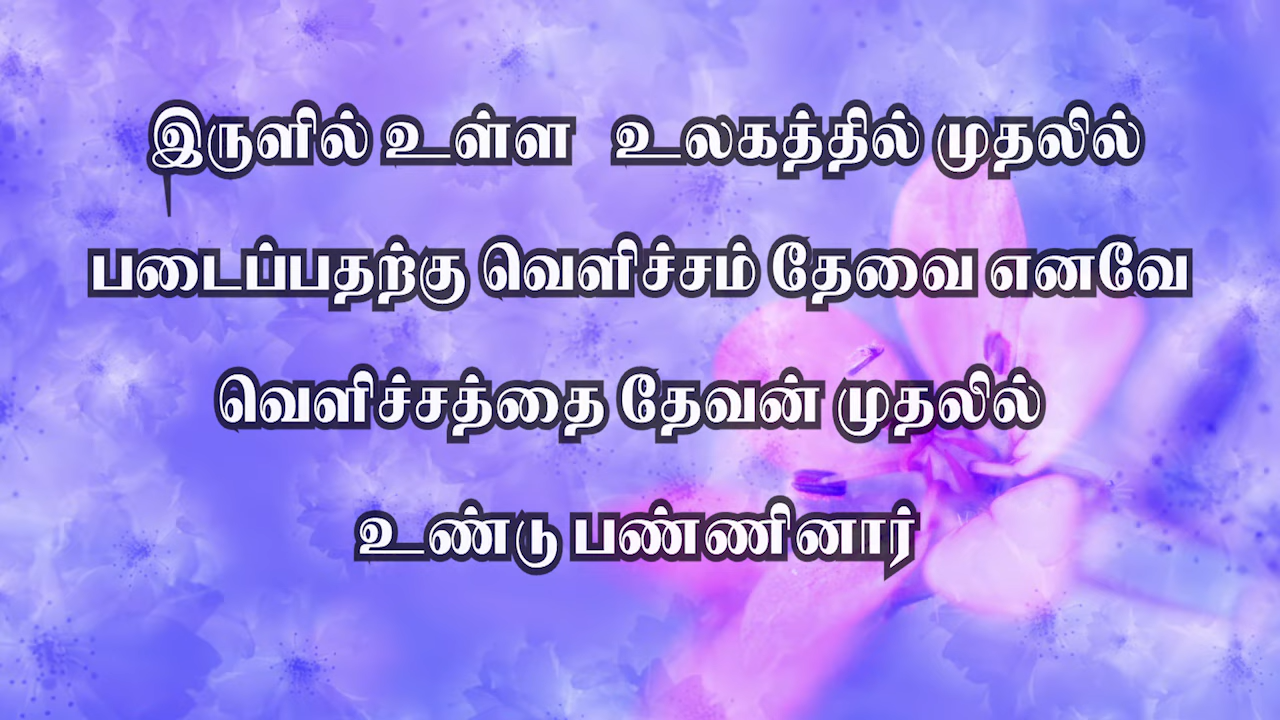 இருளில் உள்ள உலகத்தில் முதலில்
படைப்பதற்கு வெளிச்சம் தேவை எனவே
வெளிச்சத்தை தேவன் முதலில்
உண்டு பண்ணினார்